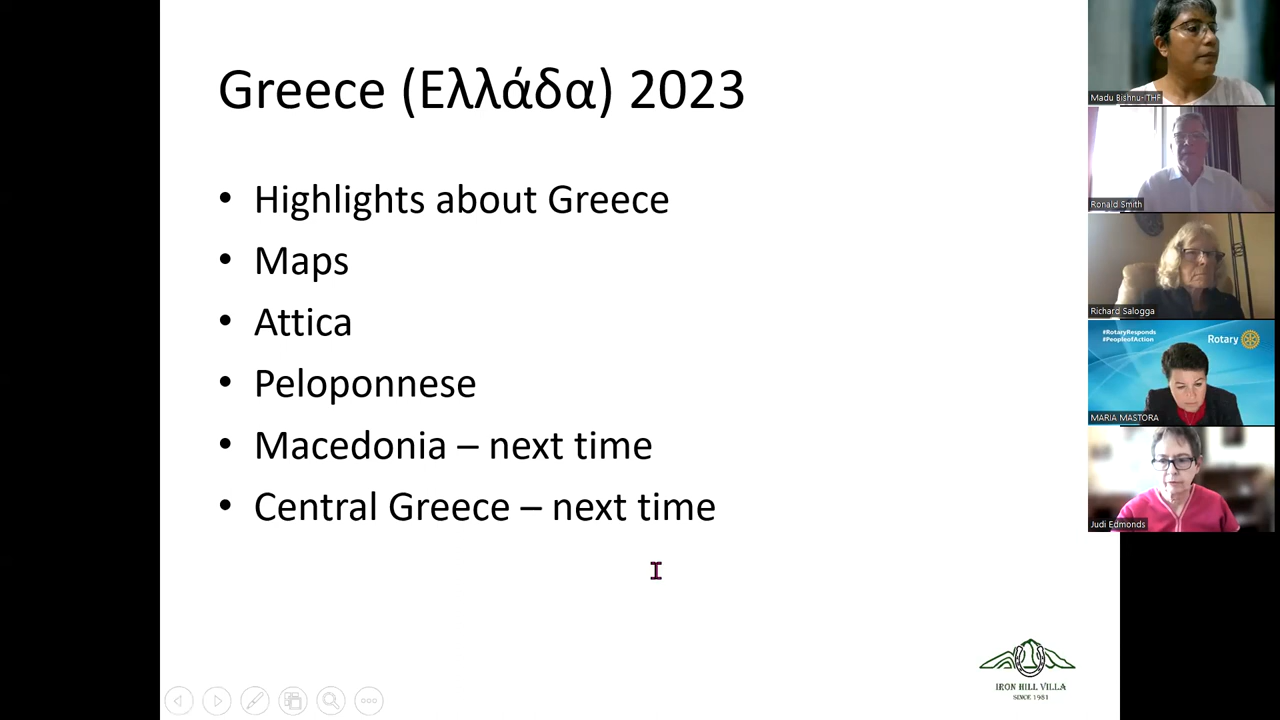 Greece (Ελλάδα) 2023
• Highlights about Greece
• Maps
• Attica
• Peloponnese
• Macedonia – next time
• Central Greece – next time
IRON HILL VILLA
SINCE 1981
Madu Bishnu-ITHF
Ronald Smith
Richard Salogga
#RotaryResponds
#PeopleofAction
Rotary
MARIA MASTORA
Judi Edmonds